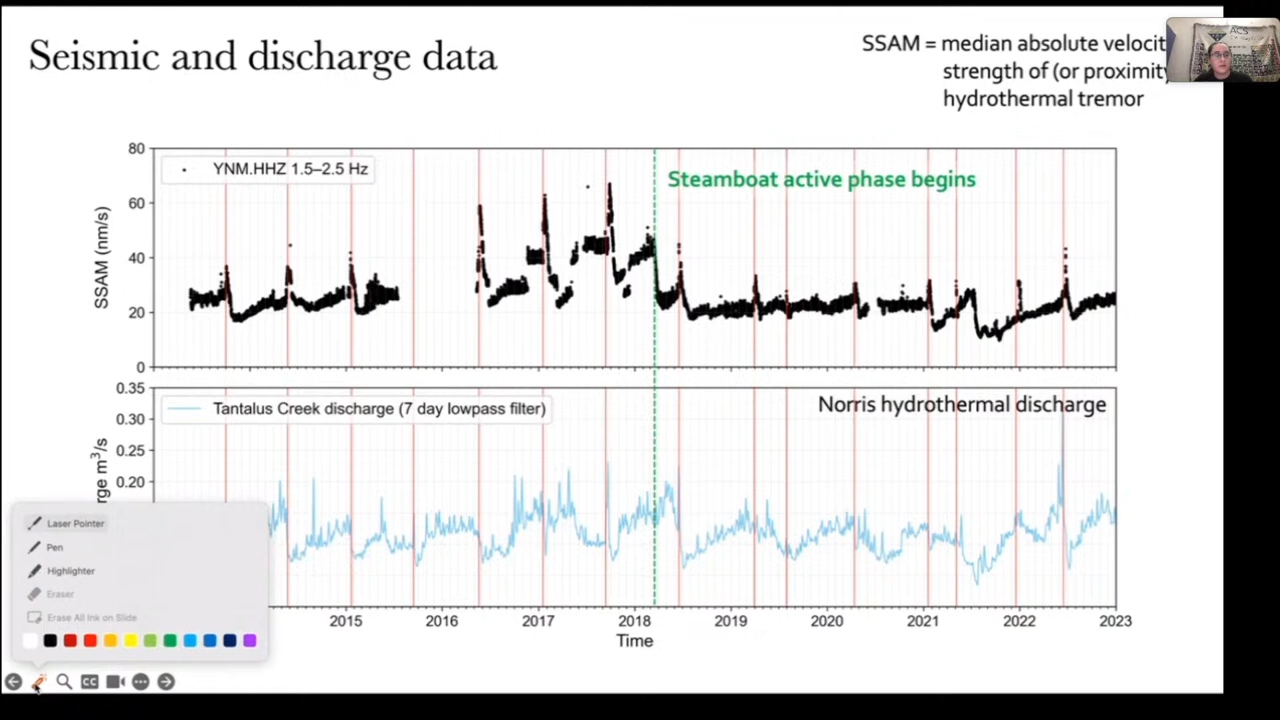 Seismic and discharge data
SSAM = median absolute
strength of (or proximity
hydrothermal tremor
80
60
40
20
0
SSAM (nm/s)
YNM.HHZ 1.5–2.5 Hz
Steamboat active phase begins
0.35
0.30
0.25
0.20
m³/s
Tantalus Creek discharge (7 day lowpass filter)
Norris hydrothermal discharge
Laser Pointer
Pen
Highlighter
Eraser
Erase All Ink on Slide
2015 2016 2017 2018 2019 2020 2021 2022 2023
Time
CC
ACS